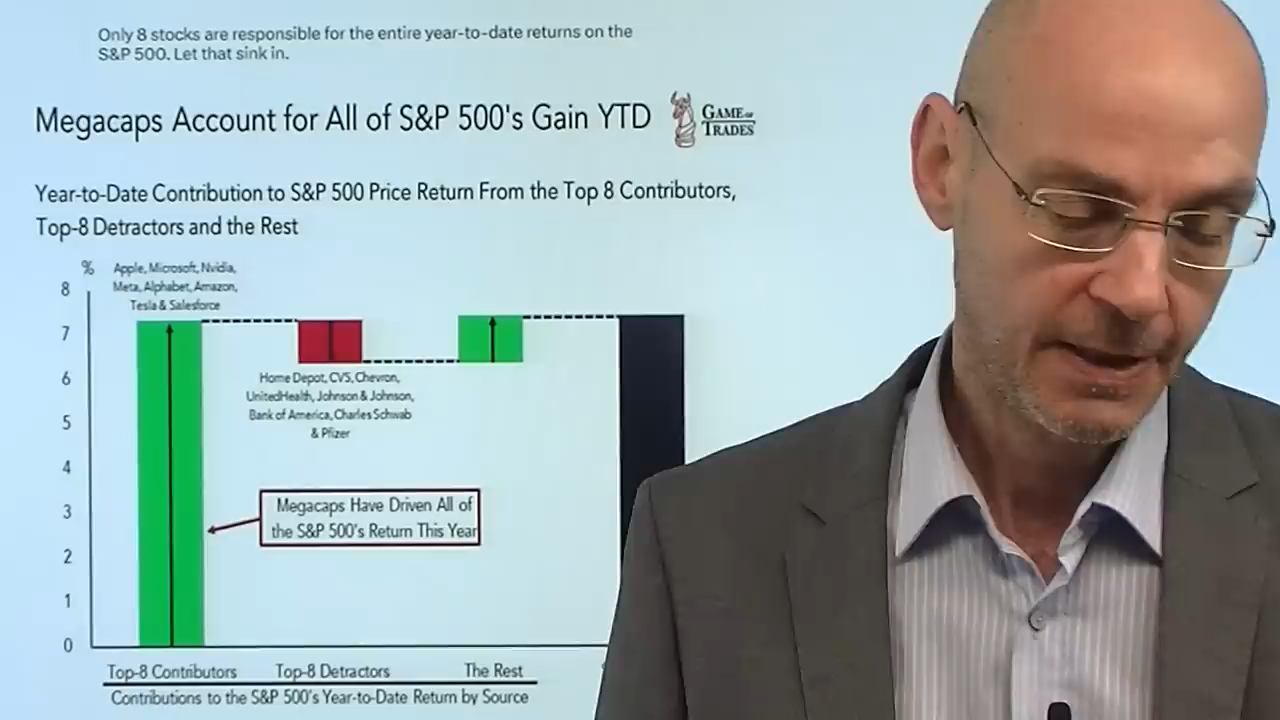 Only 8 stocks are responsible for the entire year-to-date returns on the
S&P 500. Let that sink in.
Megacaps Account for All of S&P 500's Gain YTD
GAME OF
TRADES
Year-to-Date Contribution to S&P 500 Price Return From the Top 8 Contributors,
Top-8 Detractors and the Rest
%
Apple, Microsoft, Nvidia,
Meta, Alphabet, Amazon,
Tesla & Salesforce
8
7
6
5
4
3
2
1
0
Home Depot, CVS, Chevron,
UnitedHealth, Johnson & Johnson,
Bank of America, Charles Schwab
& Pfizer
Megacaps Have Driven All of
the S&P 500's Return This Year
Top-8 Contributors Top-8 Detractors The Rest
Contributions to the S&P 500's Year-to-Date Return by Source